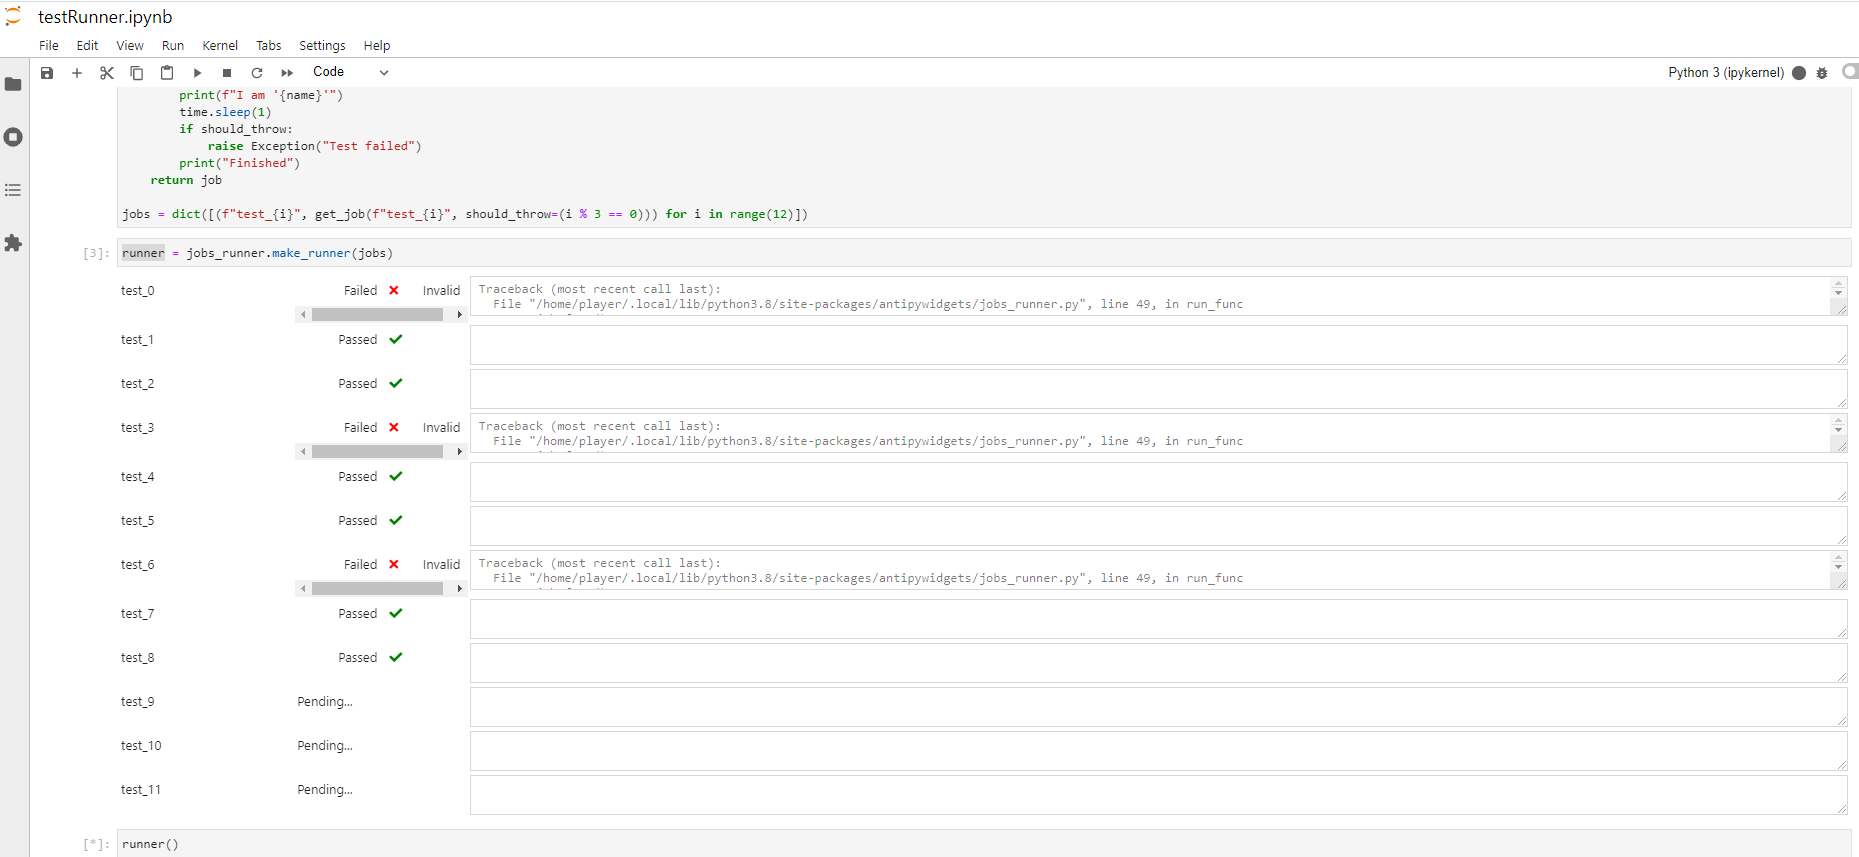 testRunner.ipynb
File Edit View Run Kernel Tabs Settings Help
Code
Python 3 (ipykernel)
print(f"I am '{name}'")
time.sleep(1)
if should_throw:
raise Exception("Test failed")
print("Finished")
return job
jobs = dict([(f"test_{i}", get_job(f"test_{i}", should_throw=(i % 3 == 0))) for i in range(12)])
[3]: runner = jobs_runner.make_runner(jobs)
test_0 Failed Invalid Traceback (most recent call last):
File "/home/player/.local/lib/python3.8/site-packages/antipywidgets/jobs_runner.py", line 49, in run_func
test_1 Passed
test_2 Passed
test_3 Failed Invalid Traceback (most recent call last):
File "/home/player/.local/lib/python3.8/site-packages/antipywidgets/jobs_runner.py", line 49, in run_func
test_4 Passed
test_5 Passed
test_6 Failed Invalid Traceback (most recent call last):
File "/home/player/.local/lib/python3.8/site-packages/antipywidgets/jobs_runner.py", line 49, in run_func
test_7 Passed
test_8 Passed
test_9 Pending...
test_10 Pending...
test_11 Pending...
[*]: runner()